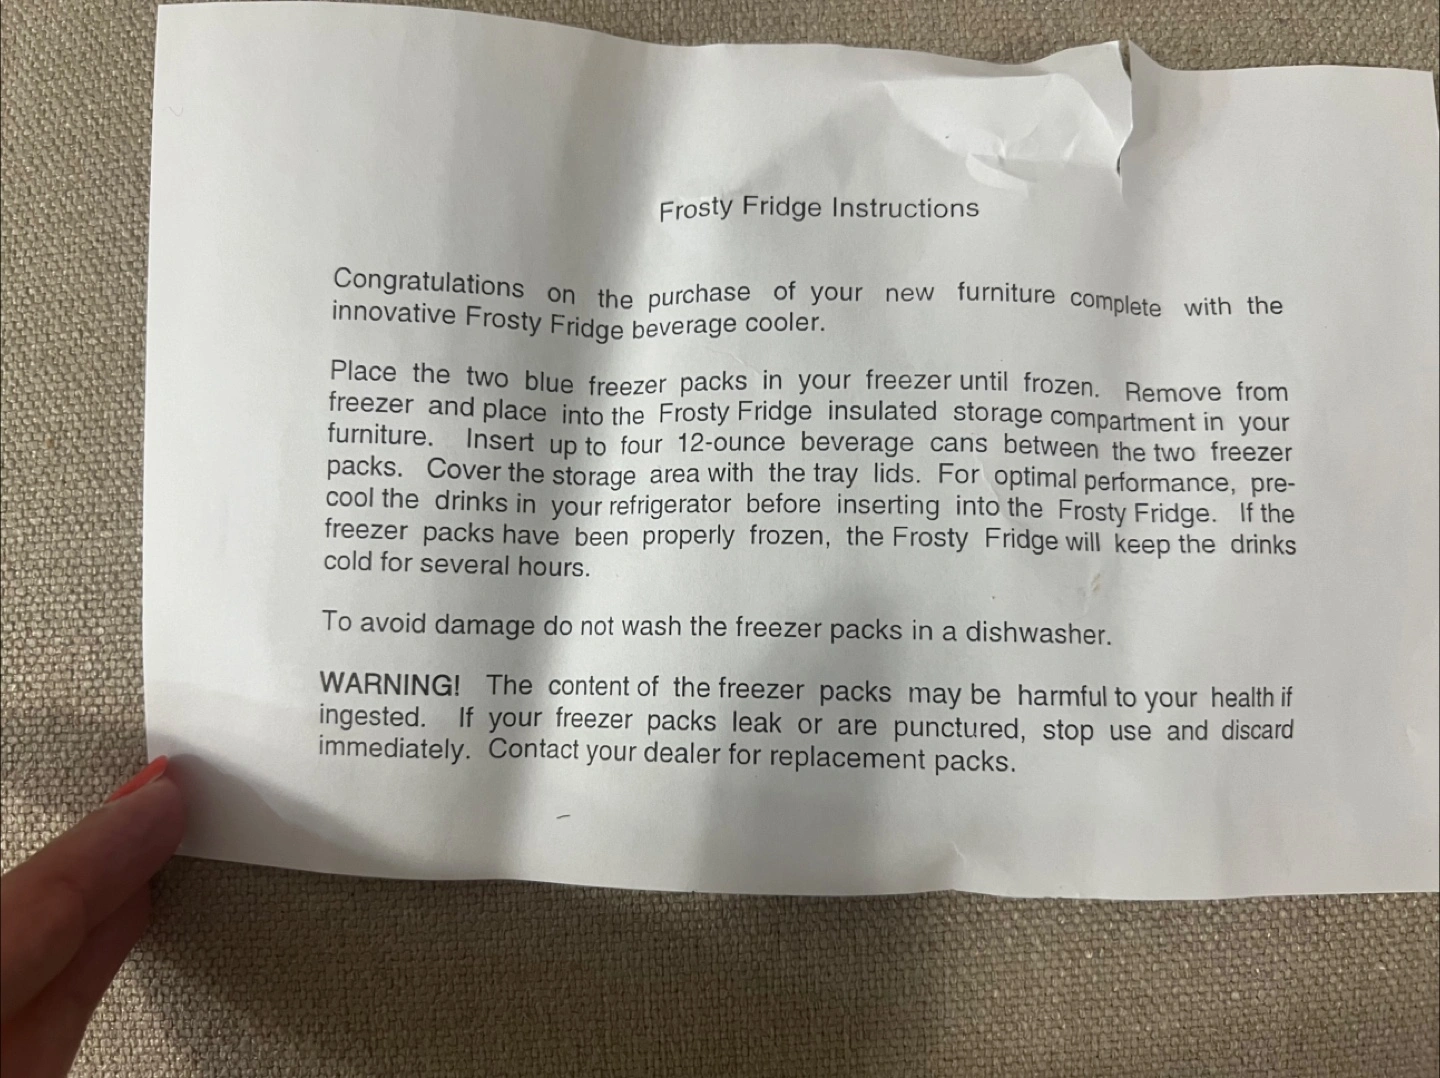 Frosty Fridge Instructions
Congratulations on the purchase of your new furniture complete with the
innovative Frosty Fridge beverage cooler.
Place the two blue freezer packs in your freezer until frozen. Remove from
freezer and place into the Frosty Fridge insulated storage compartment in your
furniture. Insert up to four 12-ounce beverage cans between the two freezer
packs. Cover the storage area with the tray lids. For optimal performance, pre-
cool the drinks in your refrigerator before inserting into the Frosty Fridge. If the
freezer packs have been properly frozen, the Frosty Fridge will keep the drinks
cold for several hours.
To avoid damage do not wash the freezer packs in a dishwasher.
WARNING! The content of the freezer packs may be harmful to your health if
ingested. If your freezer packs leak or are punctured, stop use and discard
immediately. Contact your dealer for replacement packs.